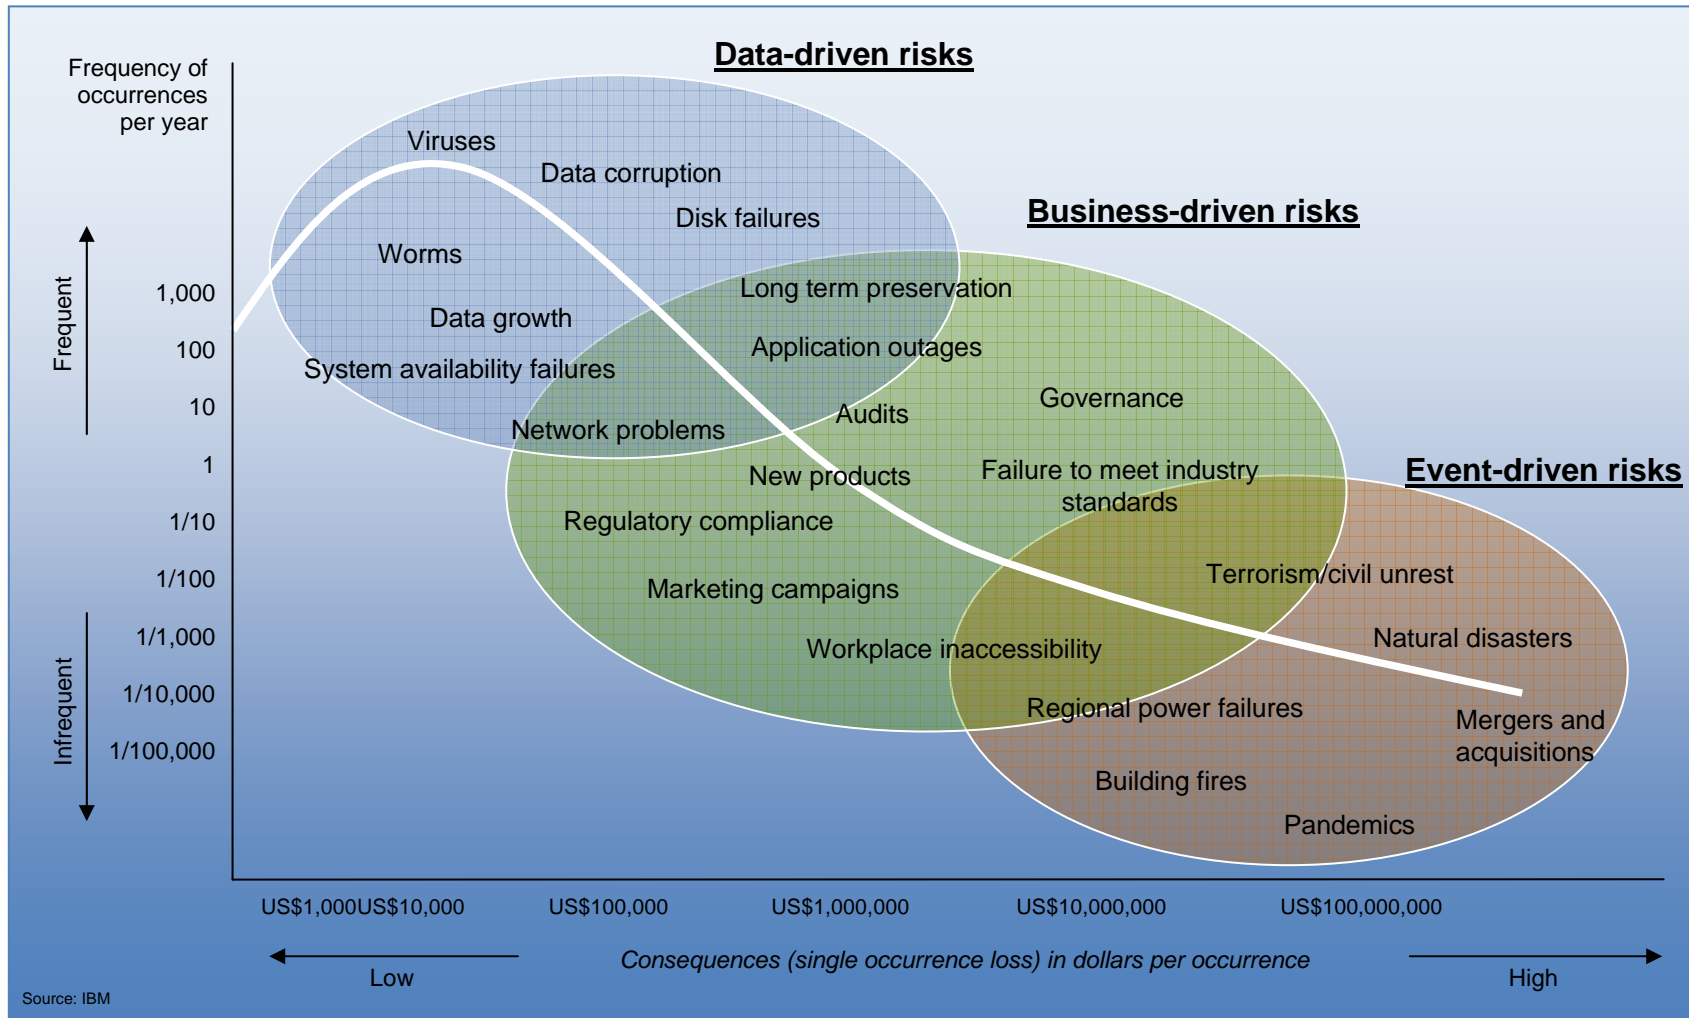 Data-driven risks
Frequency of
occurrences
per year
Viruses
Data corruption
Disk failures
Business-driven risks
Worms
Frequent
1,000
Long term preservation
Data growth
100
Application outages
System availability failures
Governance
10
Audits
Network problems
1
New products
Failure to meet industry
standards
Event-driven risks
1/10
Regulatory compliance
1/100
Terrorism/civil unrest
Marketing campaigns
1/1,000
Natural disasters
Workplace inaccessibility
Infrequent
1/10,000
Regional power failures
Mergers and
acquisitions
1/100,000
Building fires
Pandemics
US$1,000US$10,000 US$100,000 US$1,000,000 US$10,000,000 US$100,000,000
Consequences (single occurrence loss) in dollars per occurrence
Low
High
Source: IBM